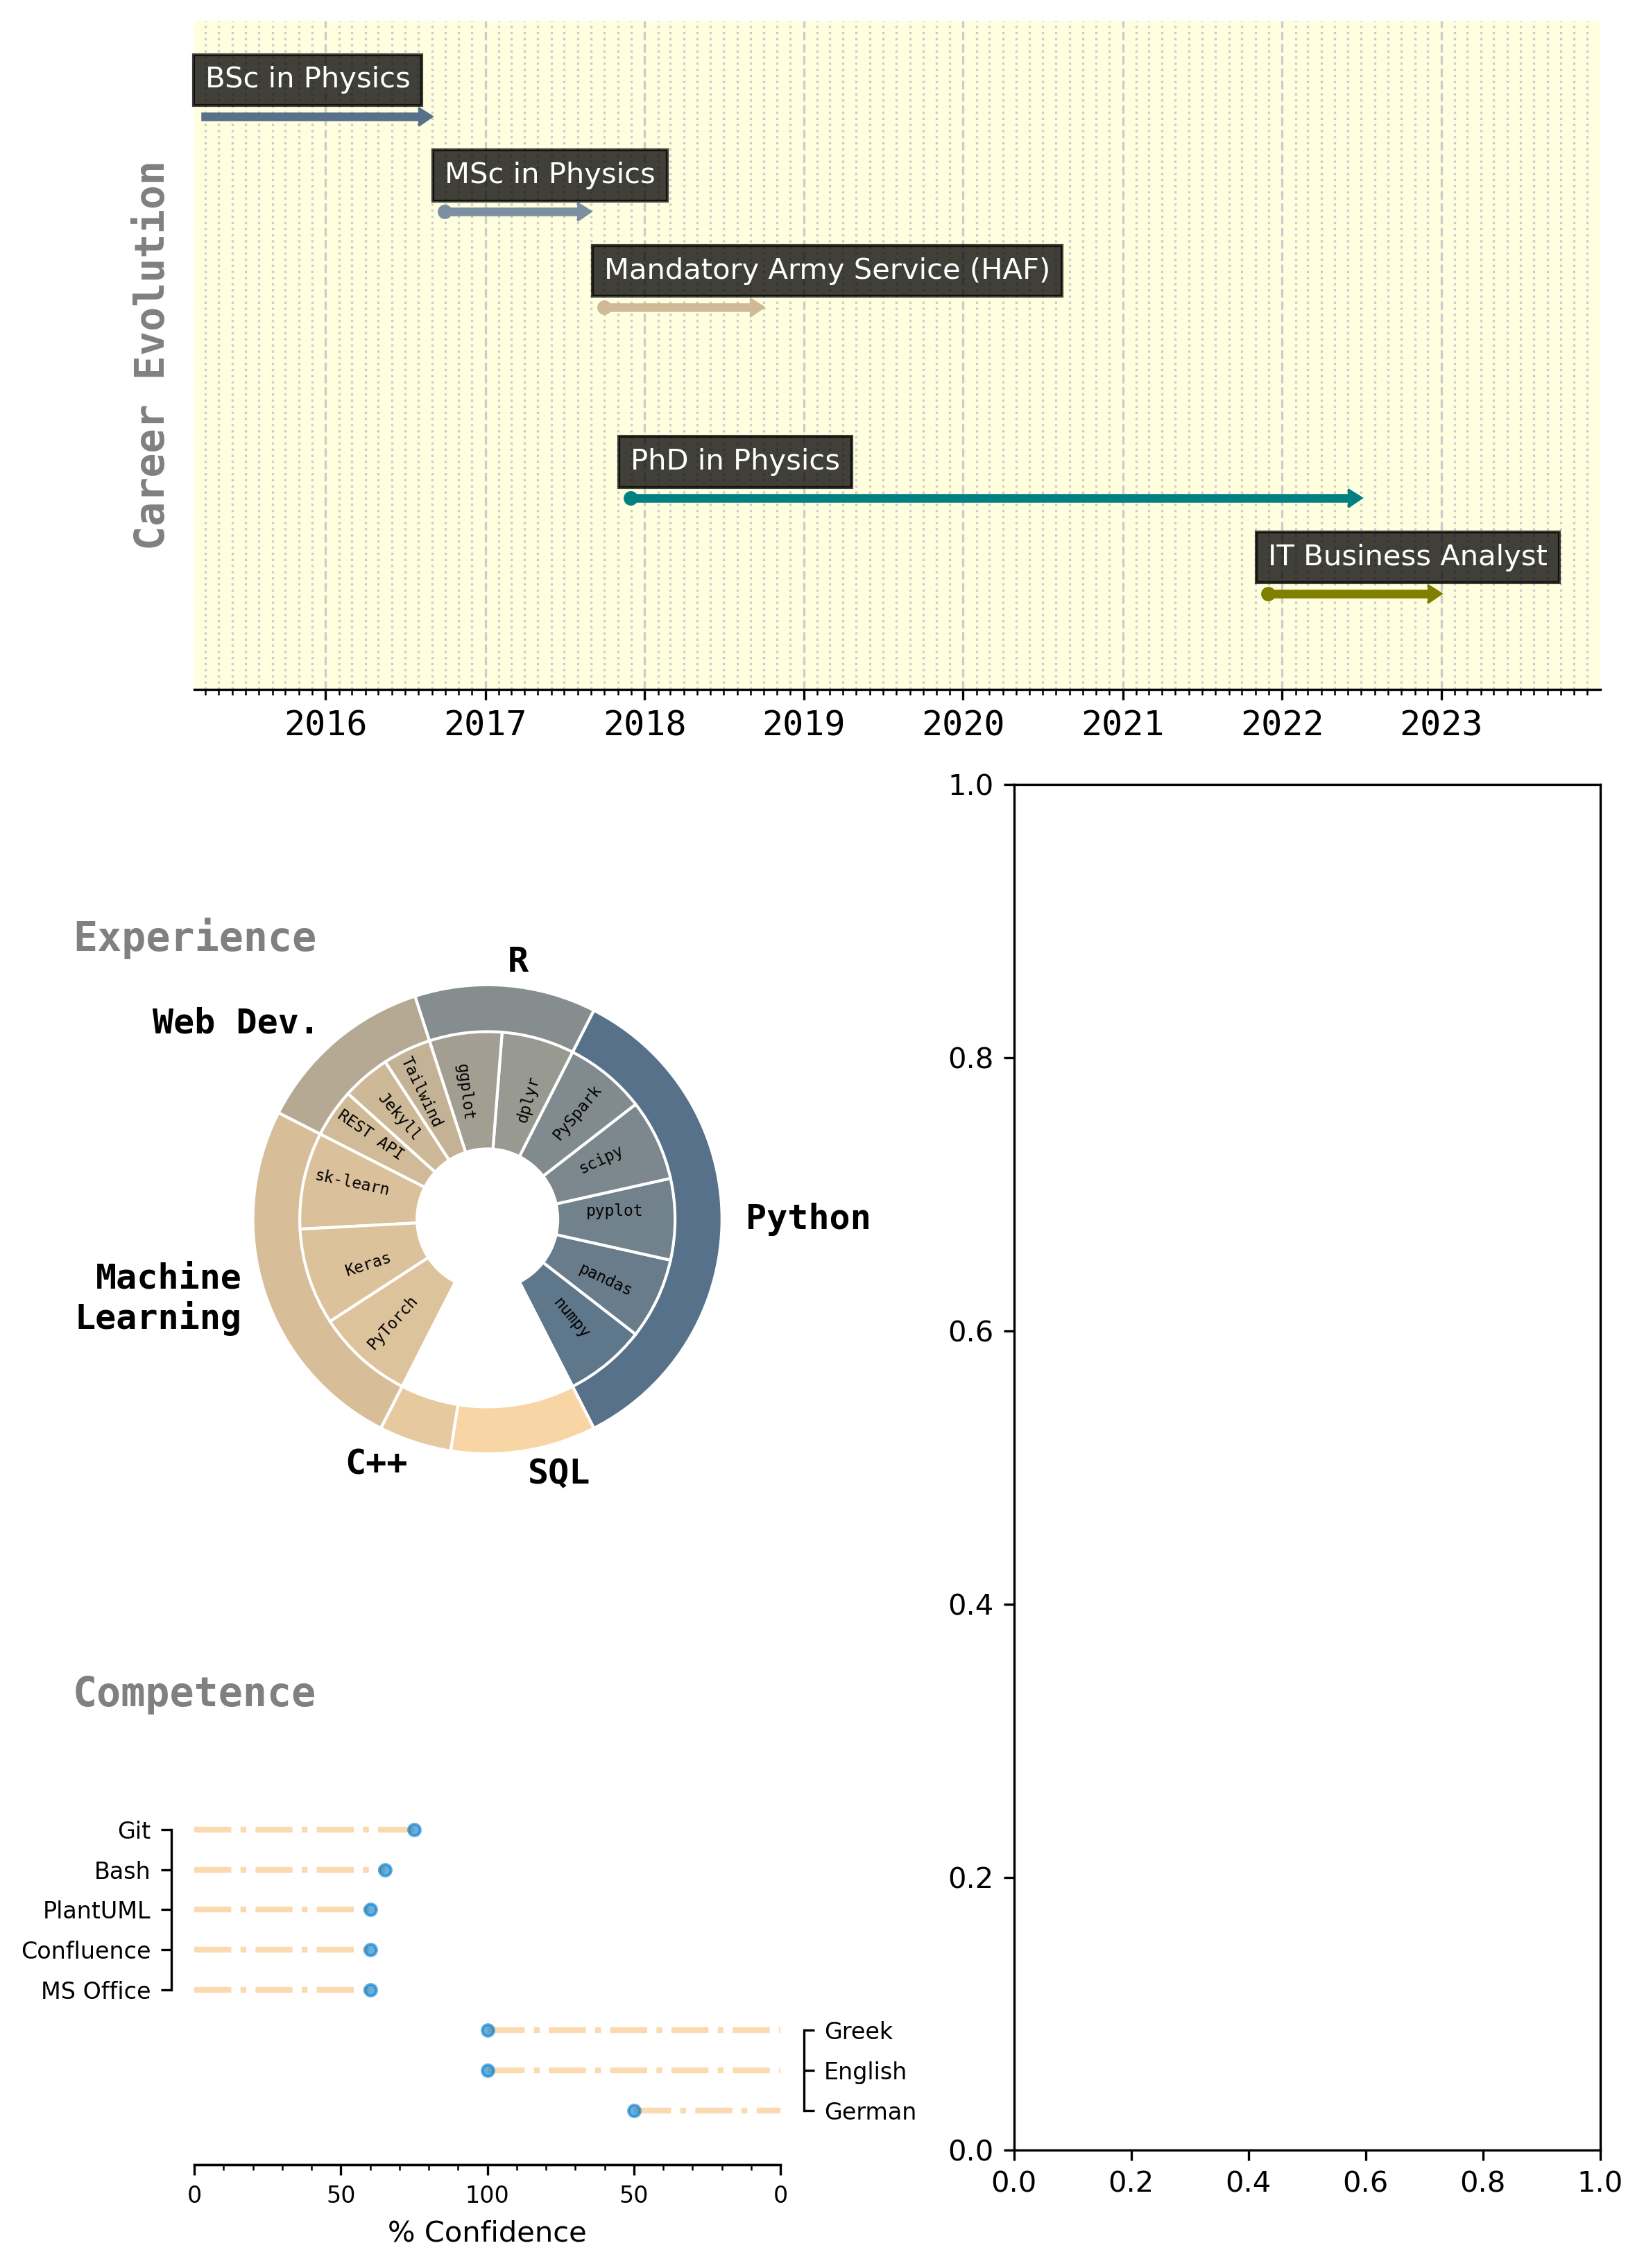 Career Evolution
BSc in Physics
MSc in Physics
Mandatory Army Service (HAF)
PhD in Physics
IT Business Analyst
2016 2017 2018 2019 2020 2021 2022 2023
Experience
R
Web Dev.
Python
Machine
Learning
C++
SQL
Tailwind
ggplot
dplyr
PySpark
Jekyll
REST API
scipy
sk-learn
pyplot
Keras
pandas
PyTorch
numpy
Competence
Git
Bash
PlantUML
Confluence
MS Office
Greek
English
German
0 50 100 50 0
% Confidence
1.0
0.8
0.6
0.4
0.2
0.0
0.0 0.2 0.4 0.6 0.8 1.0